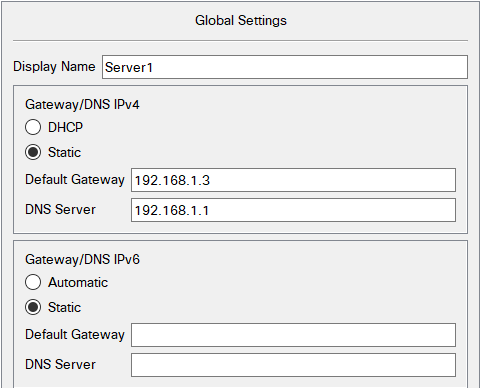 Global Settings
Display Name Server1
Gateway/DNS IPv4
DHCP
Static
Default Gateway 192.168.1.3
DNS Server 192.168.1.1
Gateway/DNS IPv6
Automatic
Static
Default Gateway
DNS Server